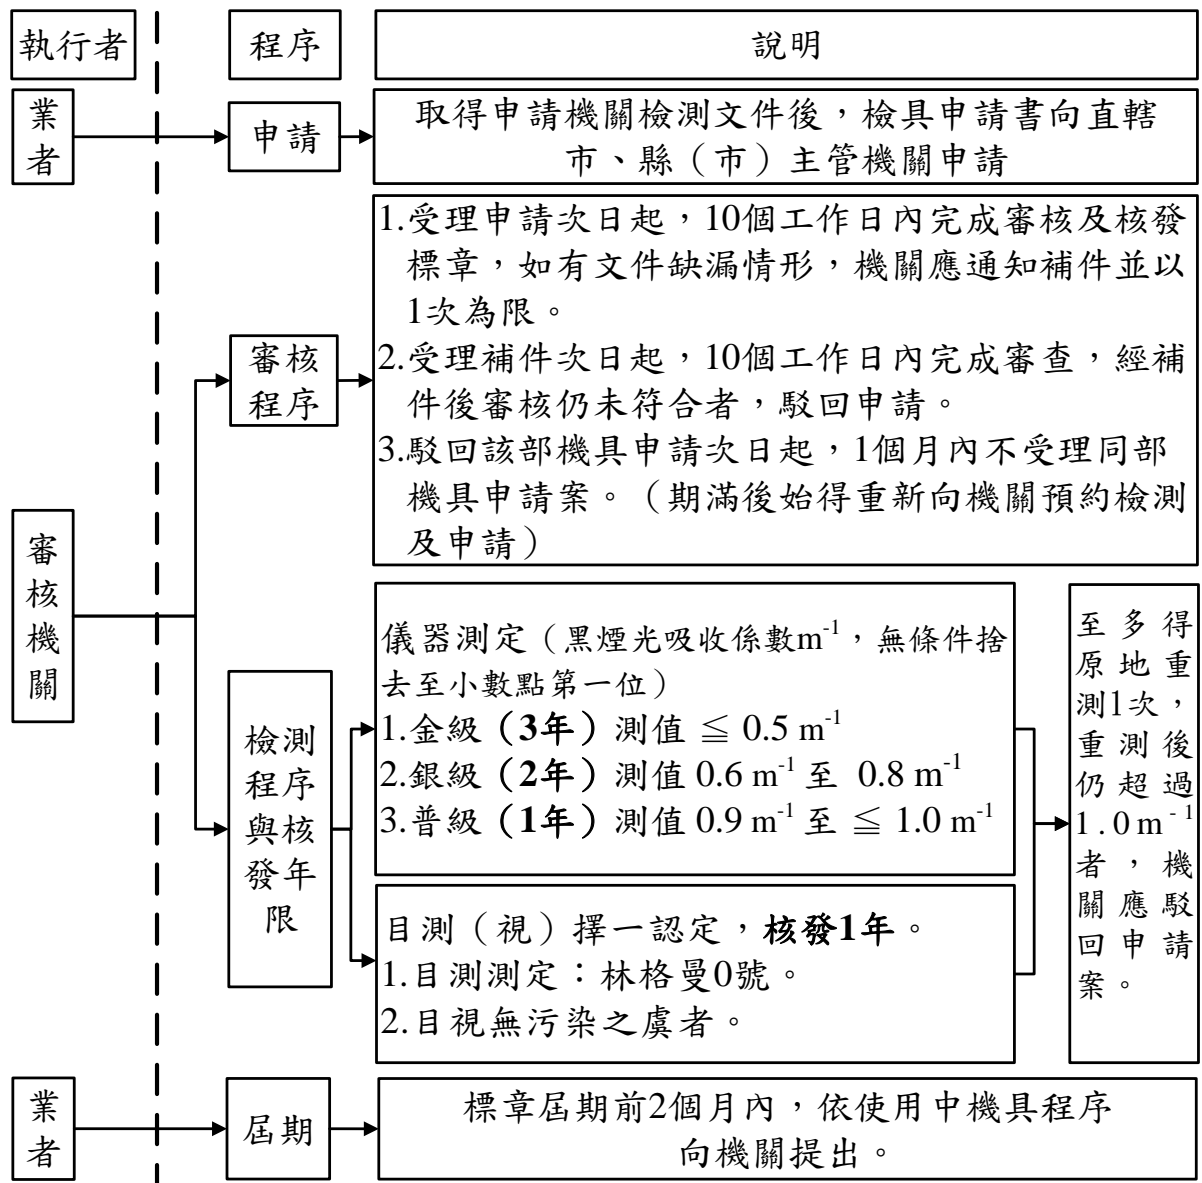 執行者
程序
說明
業者
申請
取得申請機關檢測文件後，檢具申請書向直轄
市、縣（市）主管機關申請
審核機關
審核
程序
1.受理申請次日起，10個工作日內完成審核及核發
標章，如有文件缺漏情形，機關應通知補件並以
1次為限。
2.受理補件次日起，10個工作日內完成審查，經補
件後審核仍未符合者，駁回申請。
3.駁回該部機具申請次日起，1個月內不受理同部
機具申請案。（期滿後始得重新向機關預約檢測
及申請）
檢測
程序
與核
發年
限
儀器測定（黑煙光吸收係數m⁻¹，無條件捨
去至小數點第一位）
1.金級（3年）測值 ≦ 0.5 m⁻¹
2.銀級（2年）測值 0.6 m⁻¹ 至 0.8 m⁻¹
3.普級（1年）測值 0.9 m⁻¹ 至 ≦ 1.0 m⁻¹
目測（視）擇一認定，核發1年。
1.目測測定：林格曼0號。
2.目視無污染之虞者。
至多得
原地重
測1次，
重測後
仍超過
1.0m⁻¹
者，機
關應駁
回申請
案。
業者
屆期
標章屆期前2個月內，依使用中機具程序
向機關提出。